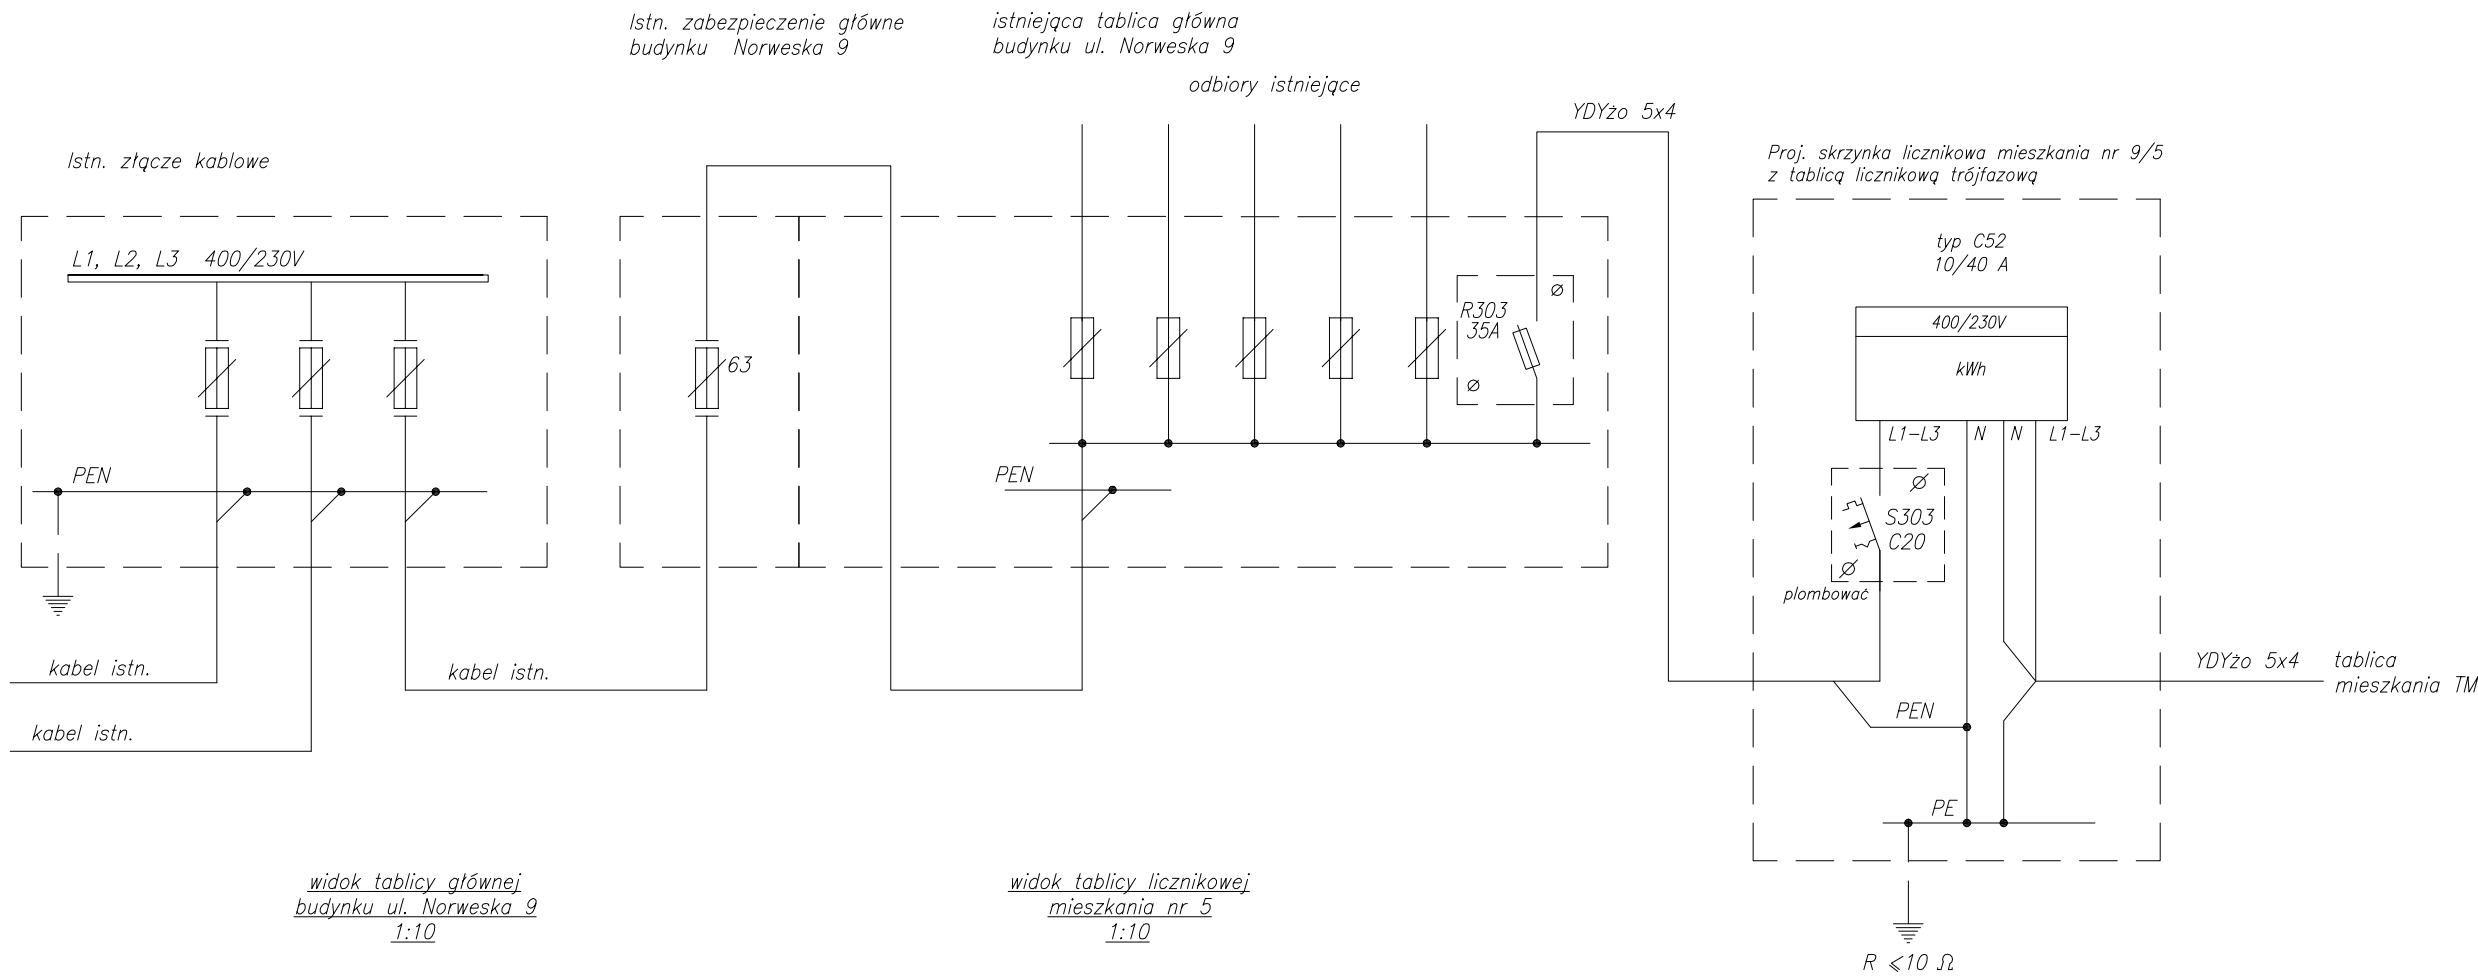 Istn. zabezpieczenie główne
budynku Norweska 9
istniejąca tablica główna
budynku ul. Norweska 9
odbiory istniejące
YDYżo 5x4
Istn. złącze kablowe
Proj. skrzynka licznikowa mieszkania nr 9/5
z tablicą licznikową trójfazową
L1, L2, L3 400/230V
typ C52
10/40 A
R303
35A
400/230V
kWh
63
L1-L3
N
N
L1-L3
PEN
PEN
S303
C20
plombować
kabel istn.
kabel istn.
YDYżo 5x4
tablica
mieszkania TM
PEN
kabel istn.
PE
widok tablicy głównej
budynku ul. Norweska 9
1:10
widok tablicy licznikowej
mieszkania nr 5
1:10
R ⩽10 Ω